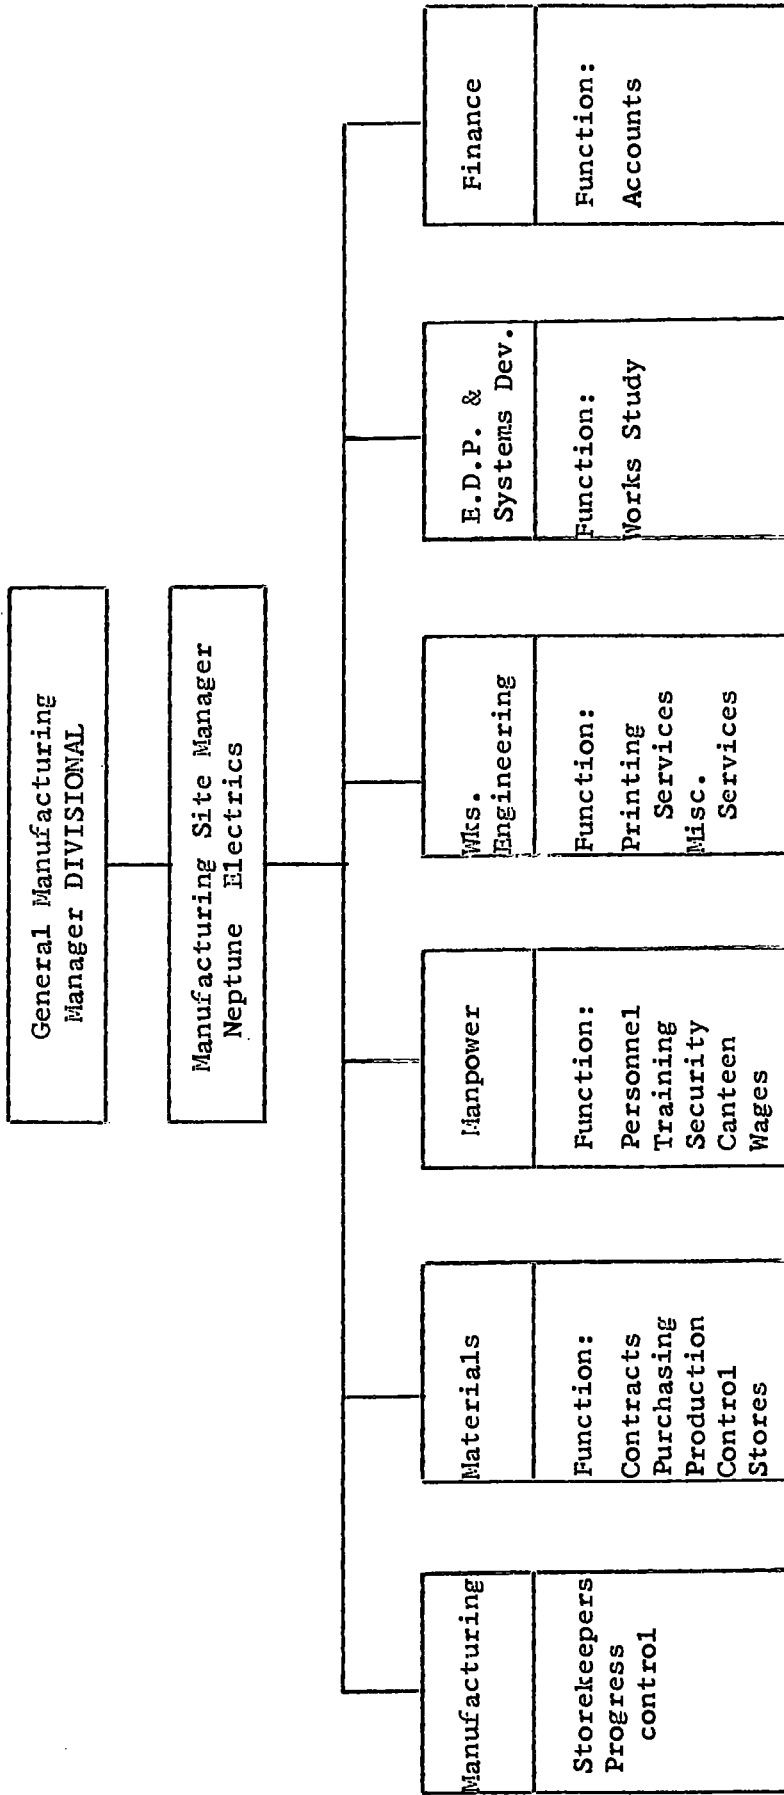 General Manufacturing
Manager DIVISIONAL
Manufacturing Site Manager
Neptune Electrics
Manufacturing
Storekeepers
Progress
control
Materials
Function:
Contracts
Purchasing
Production
Control
Stores
Manpower
Function:
Personnel
Training
Security
Canteen
Wages
Wks.
Engineering
Function:
Printing
Services
Misc.
Services
E.D.P. &
Systems Dev.
Function:
Works Study
Finance
Function:
Accounts